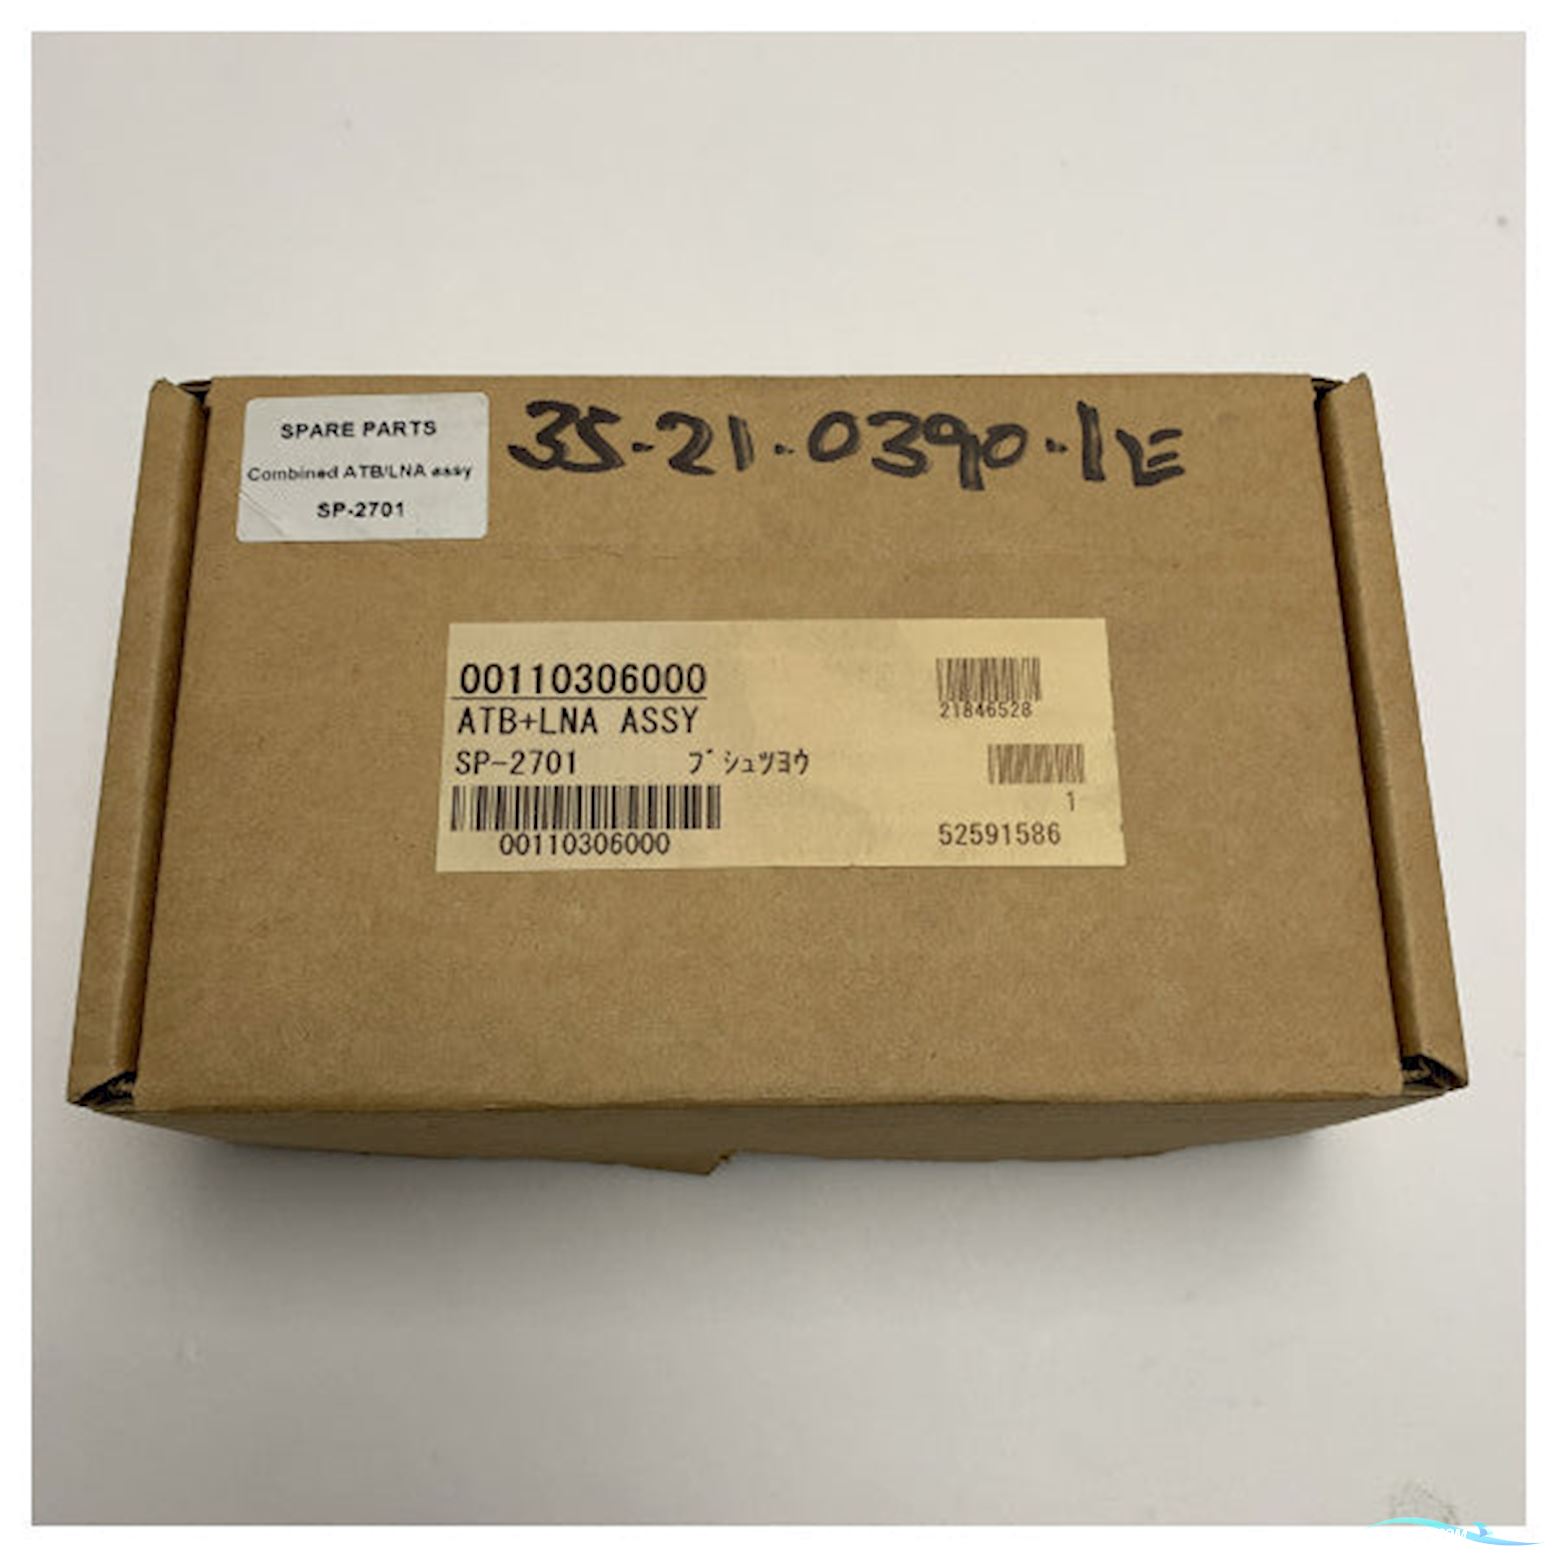 SPARE PARTS
Combined ATB/LNA assy
SP-2701
35-21-0390-1E
00110306000
ATB+LNA ASSY
SP-2701 ブシュツヨウ
00110306000
21846528
1
52591586